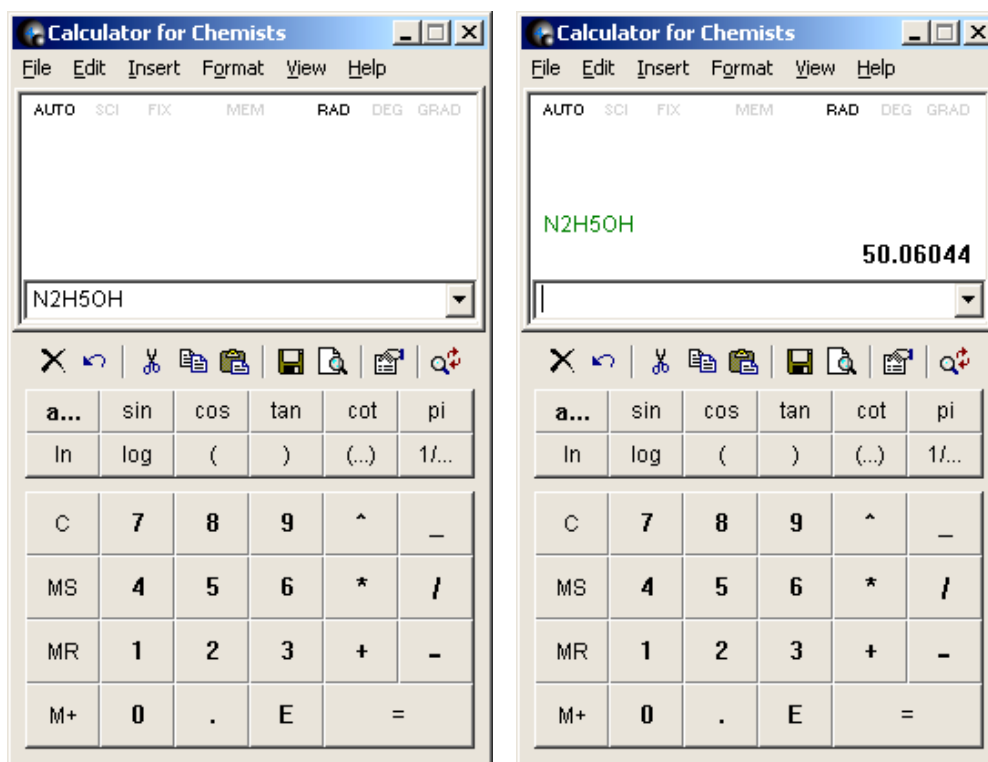 Calculator for Chemists
File Edit Insert Format View Help
AUTO SCI FIX MEM RAD DEG GRAD
N2H5OH
a... sin cos tan cot pi
ln log ( ) (...) 1/...
C 7 8 9 ^ _
MS 4 5 6 * /
MR 1 2 3 + -
M+ 0 . E =
Calculator for Chemists
File Edit Insert Format View Help
AUTO SCI FIX MEM RAD DEG GRAD
N2H5OH
50.06044
a... sin cos tan cot pi
ln log ( ) (...) 1/...
C 7 8 9 ^ _
MS 4 5 6 * /
MR 1 2 3 + -
M+ 0 . E =